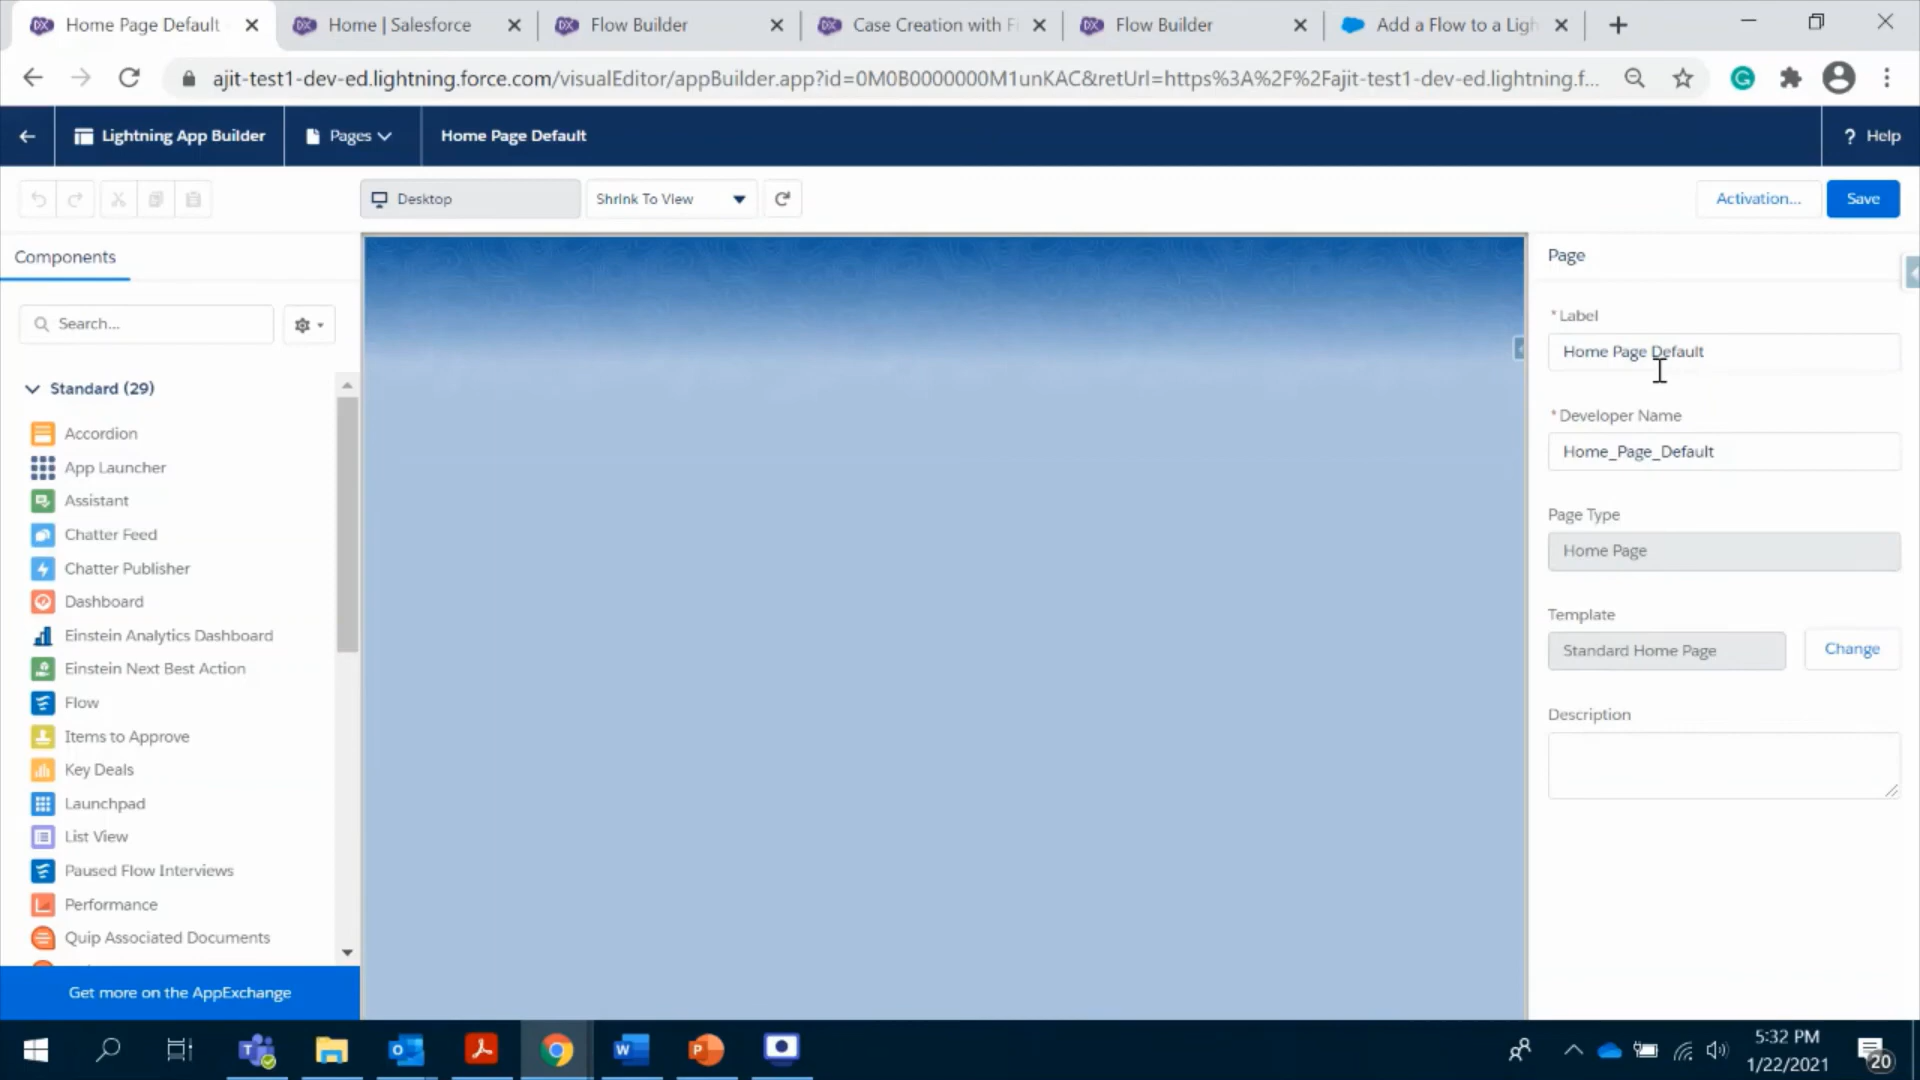 Home Page Default
Home | Salesforce
Flow Builder
Case Creation with F
Flow Builder
Add a Flow to a Ligh
ajit-test1-dev-ed.lightning.force.com/visualEditor/appBuilder.app?id=0M0B0000000M1unKAC&retUrl=https%3A%2F%2Fajit-test1-dev-ed.lightning.f...
Lightning App Builder
Pages
Home Page Default
? Help
Desktop
Shrink To View
Activation...
Save
Components
Search...
Standard (29)
Accordion
App Launcher
Assistant
Chatter Feed
Chatter Publisher
Dashboard
Einstein Analytics Dashboard
Einstein Next Best Action
Flow
Items to Approve
Key Deals
Launchpad
List View
Paused Flow Interviews
Performance
Quip Associated Documents
Get more on the AppExchange
Page
*Label
Home Page Default
*Developer Name
Home_Page_Default
Page Type
Home Page
Template
Standard Home Page
Change
Description
5:32 PM
1/22/2021
20